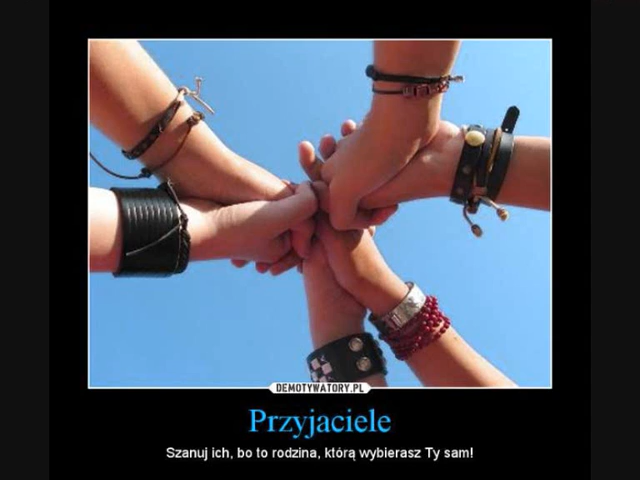 DEMOTYWATORY.PL
Przyjaciele
Szanuj ich, bo to rodzina, którą wybierasz Ty sam!